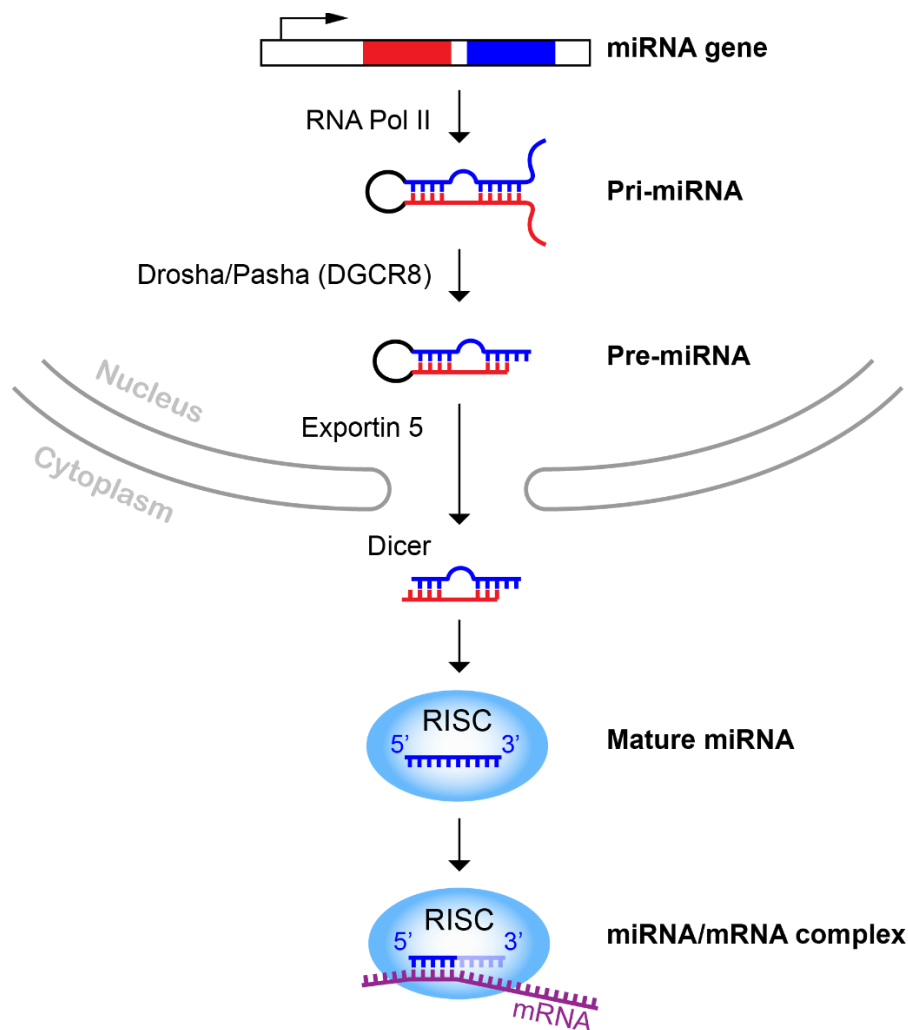 miRNA gene
RNA Pol II
Pri-miRNA
Drosha/Pasha (DGCR8)
Pre-miRNA
Nucleus
Exportin 5
Cytoplasm
Dicer
RISC
5’ 3’
Mature miRNA
RISC
5’ 3’
miRNA/mRNA complex
mRNA